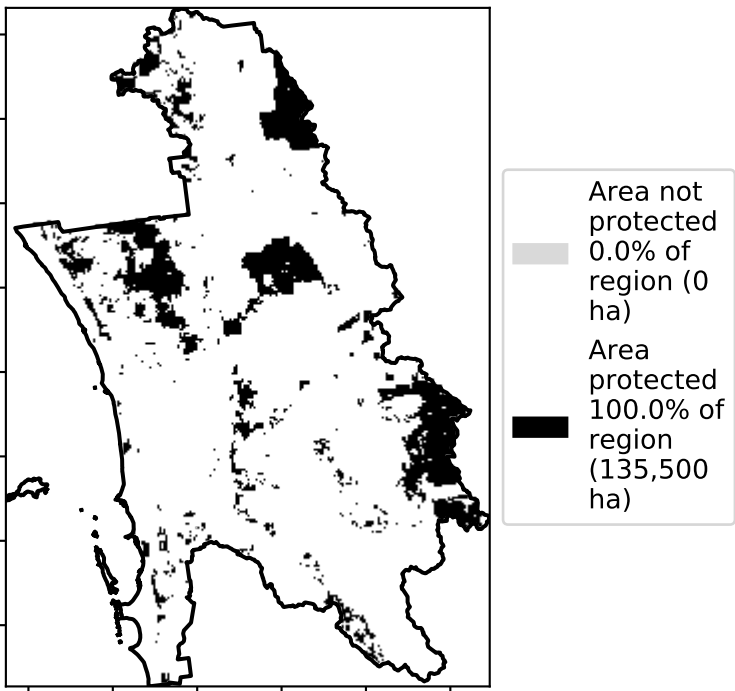 Area not
protected
0.0% of
region (0
ha)
Area
protected
100.0% of
region
(135,500
ha)